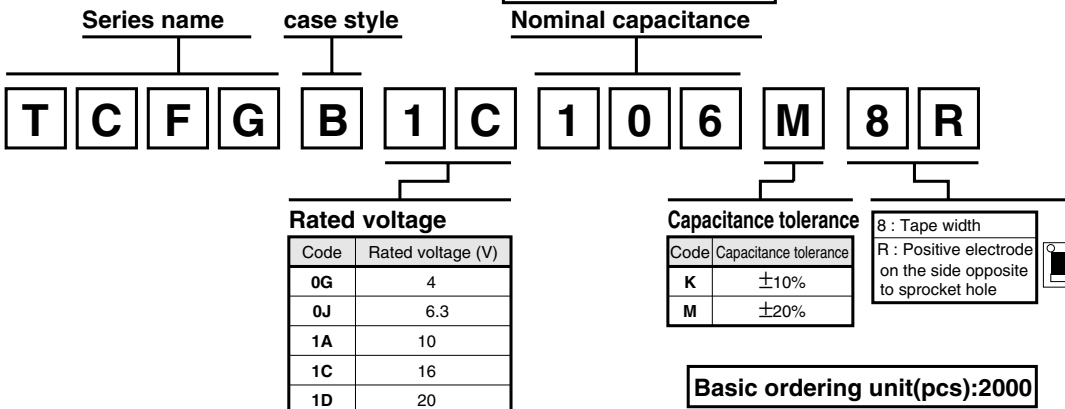 Series name case style Nominal capacitance
T C F G B 1 C 1 0 6 M 8 R
Rated voltage
Code Rated voltage (V)
0G 4
0J 6.3
1A 10
1C 16
1D 20
Capacitance tolerance
Code Capacitance tolerance
K ±10%
M ±20%
8 : Tape width
R : Positive electrode
on the side opposite
to sprocket hole
Basic ordering unit(pcs):2000